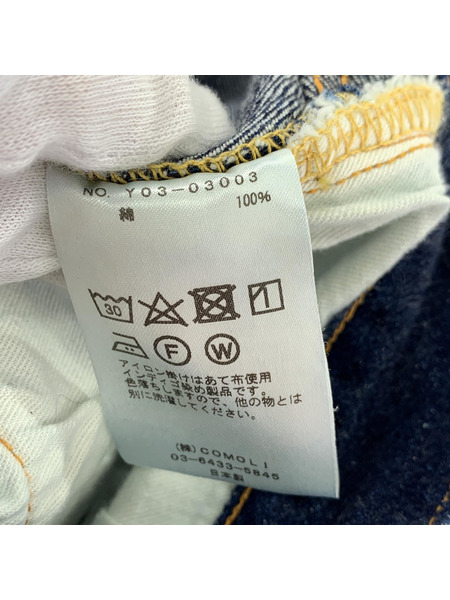 NO. Y03-03003
綿 100%
30
F W
アイロン掛けはあて布使用
インディゴ染め製品です。
色落ちしますので、他の物とは
別に洗濯してください。
(株) COMOLI
03-6433-5845
日本製